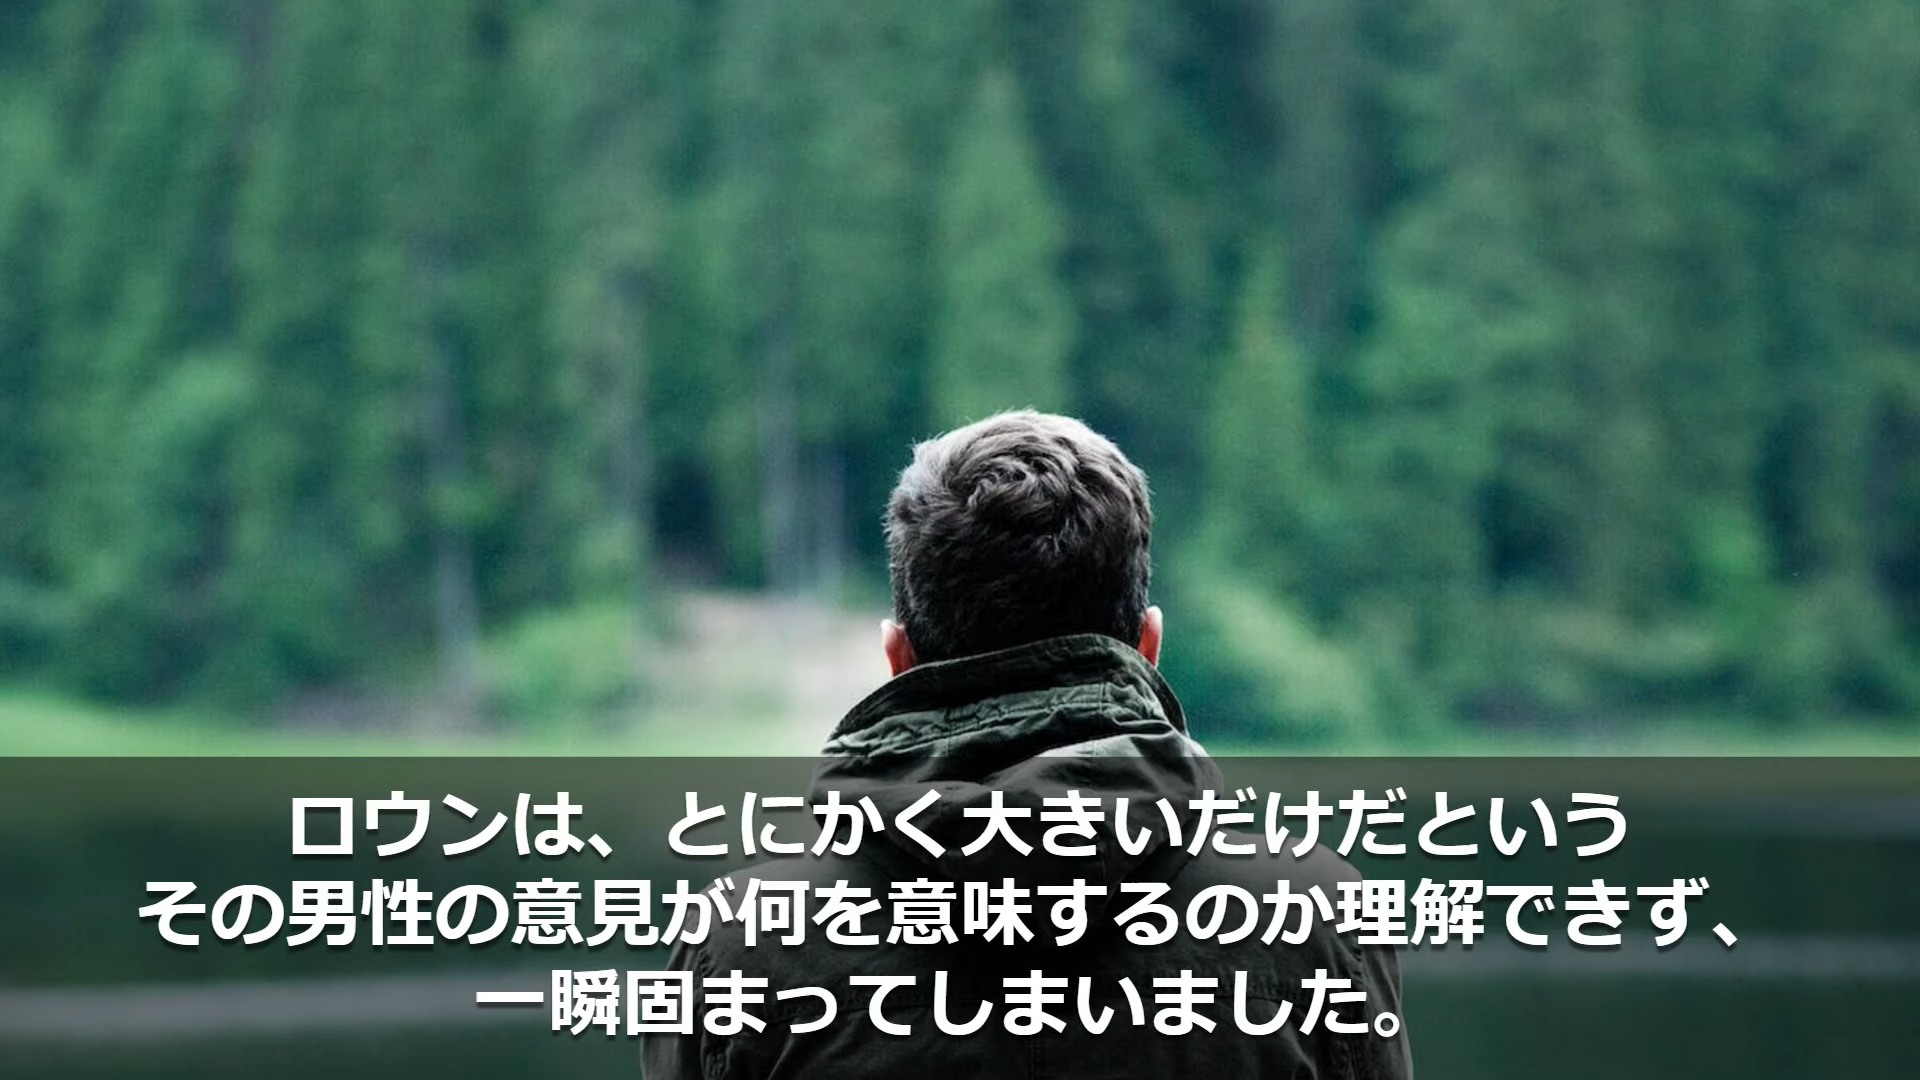 ロウンは、とにかく大きいだけだという
その男性の意見が何を意味するのか理解できず、
一瞬固まってしまいました。